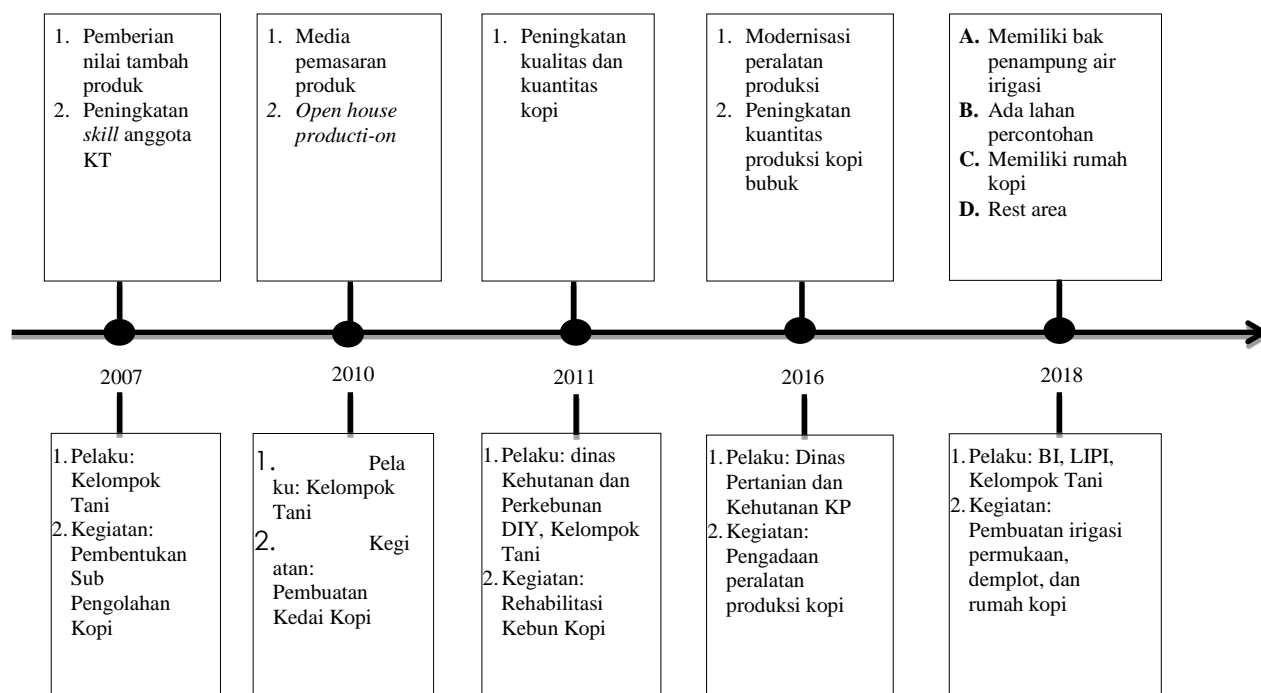 1. Pemberian
nilai tambah
produk
2. Peningkatan
skill anggota
KT
1. Media
pemasaran
produk
2. Open house
producti-on
1. Peningkatan
kualitas dan
kuantitas
kopi
1. Modernisasi
peralatan
produksi
2. Peningkatan
kuantitas
produksi kopi
bubuk
A. Memiliki bak
penampung air
irigasi
B. Ada lahan
percontohan
C. Memiliki rumah
kopi
D. Rest area
2007
2010
2011
2016
2018
1. Pelaku:
Kelompok
Tani
2. Kegiatan:
Pembentukan
Sub
Pengolahan
Kopi
1. Pela
ku: Kelompok
Tani
2. Kegi
atan:
Pembuatan
Kedai Kopi
1. Pelaku: dinas
Kehutanan dan
Perkebunan
DIY, Kelompok
Tani
2. Kegiatan:
Rehabilitasi
Kebun Kopi
1. Pelaku: Dinas
Pertanian dan
Kehutanan KP
2. Kegiatan:
Pengadaan
peralatan
produksi kopi
1. Pelaku: BI, LIPI,
Kelompok Tani
2. Kegiatan:
Pembuatan irigasi
permukaan,
demplot, dan
rumah kopi